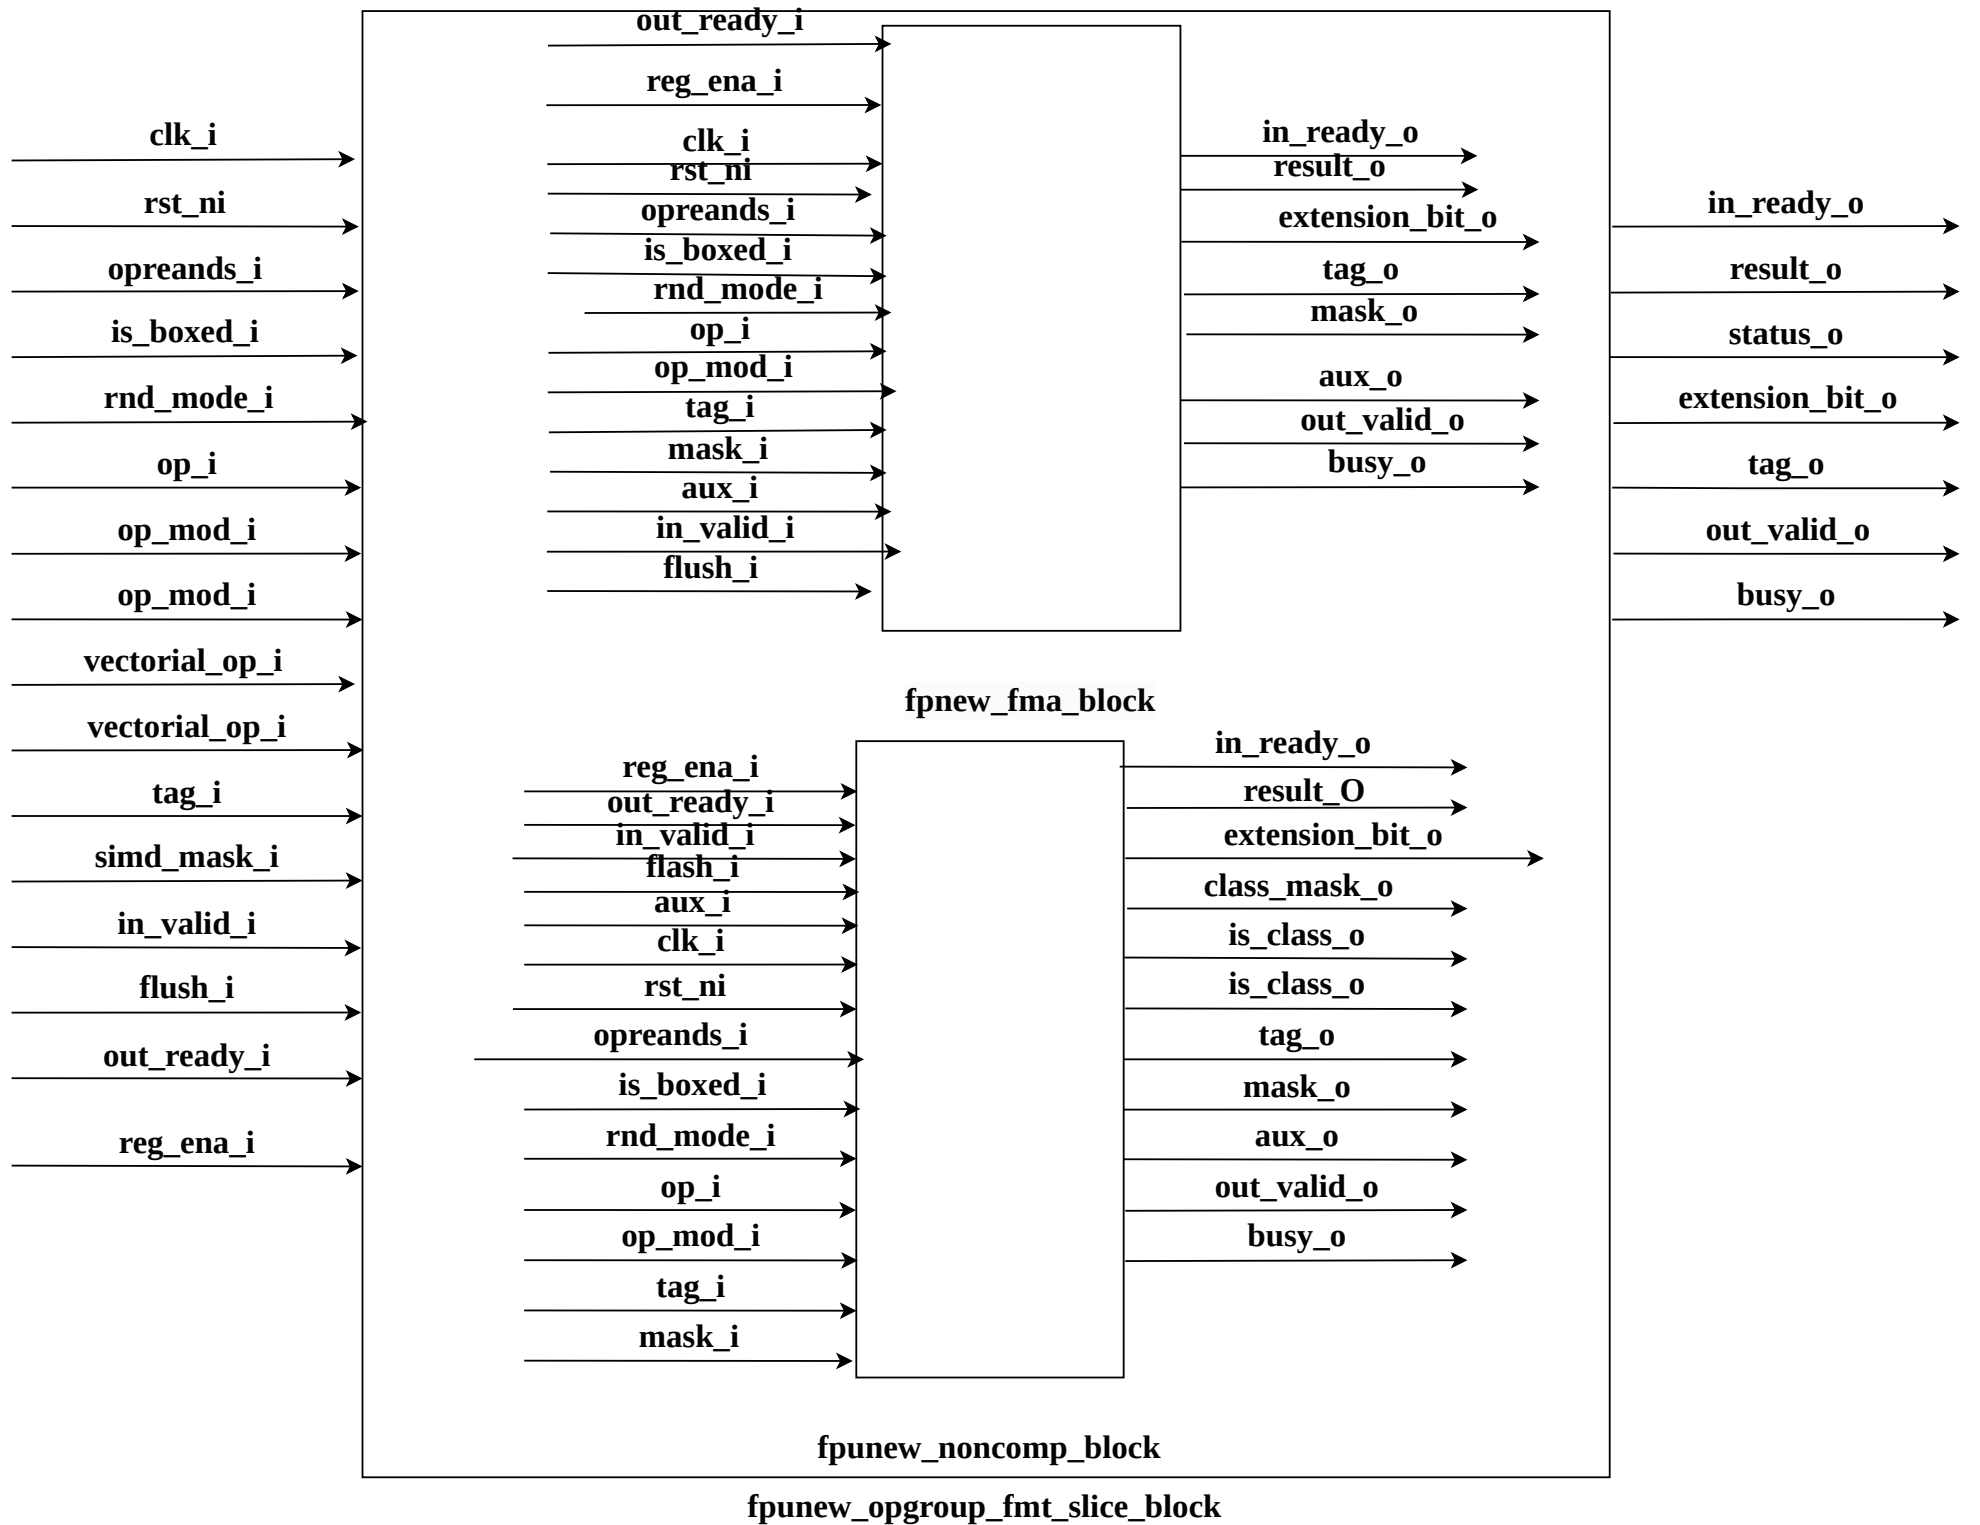 clk_i
rst_ni
opreands_i
is_boxed_i
rnd_mode_i
op_i
op_mod_i
op_mod_i
vectorial_op_i
vectorial_op_i
tag_i
simd_mask_i
in_valid_i
flush_i
out_ready_i
reg_ena_i
out_ready_i
reg_ena_i
clk_i
rst_ni
opreands_i
is_boxed_i
rnd_mode_i
op_i
op_mod_i
tag_i
mask_i
aux_i
in_valid_i
flush_i
in_ready_o
result_o
extension_bit_o
tag_o
mask_o
aux_o
out_valid_o
busy_o
fpnew_fma_block
reg_ena_i
out_ready_i
in_valid_i
flash_i
aux_i
clk_i
rst_ni
opreands_i
is_boxed_i
rnd_mode_i
op_i
op_mod_i
tag_i
mask_i
in_ready_o
result_O
extension_bit_o
class_mask_o
is_class_o
is_class_o
tag_o
mask_o
aux_o
out_valid_o
busy_o
fpunew_noncomp_block
in_ready_o
result_o
status_o
extension_bit_o
tag_o
out_valid_o
busy_o
fpunew_opgroup_fmt_slice_block